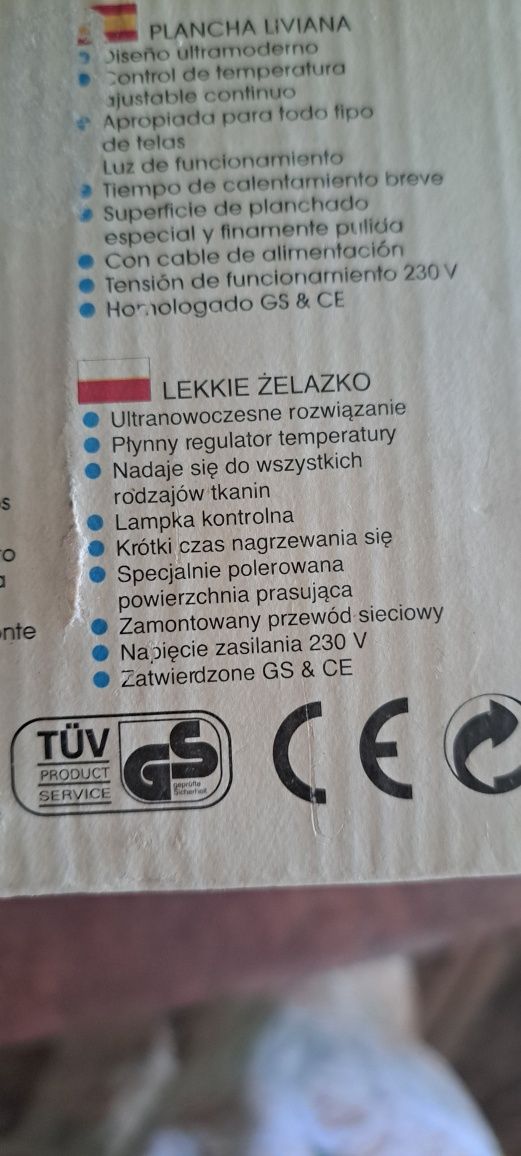 PLANCHA LIVIANA
Diseño ultramoderno
Control de temperatura
ajustable continuo
Apropiada para todo tipo
de telas
Luz de funcionamiento
Tiempo de calentamiento breve
Superficie de planchado
especial y finamente pulida
Con cable de alimentación
Tensión de funcionamiento 230 V
Homologado GS & CE
LEKKIE ŻELAZKO
Ultranowoczesne rozwiązanie
Płynny regulator temperatury
Nadaje się do wszystkich
rodzajów tkanin
Lampka kontrolna
Krótki czas nagrzewania się
Specjalnie polerowana
powierzchnia prasująca
Zamontowany przewód sieciowy
Napięcie zasilania 230 V
Zatwierdzone GS & CE
TÜV
PRODUCT
SERVICE
GS
geprüfte
Sicherheit
CE